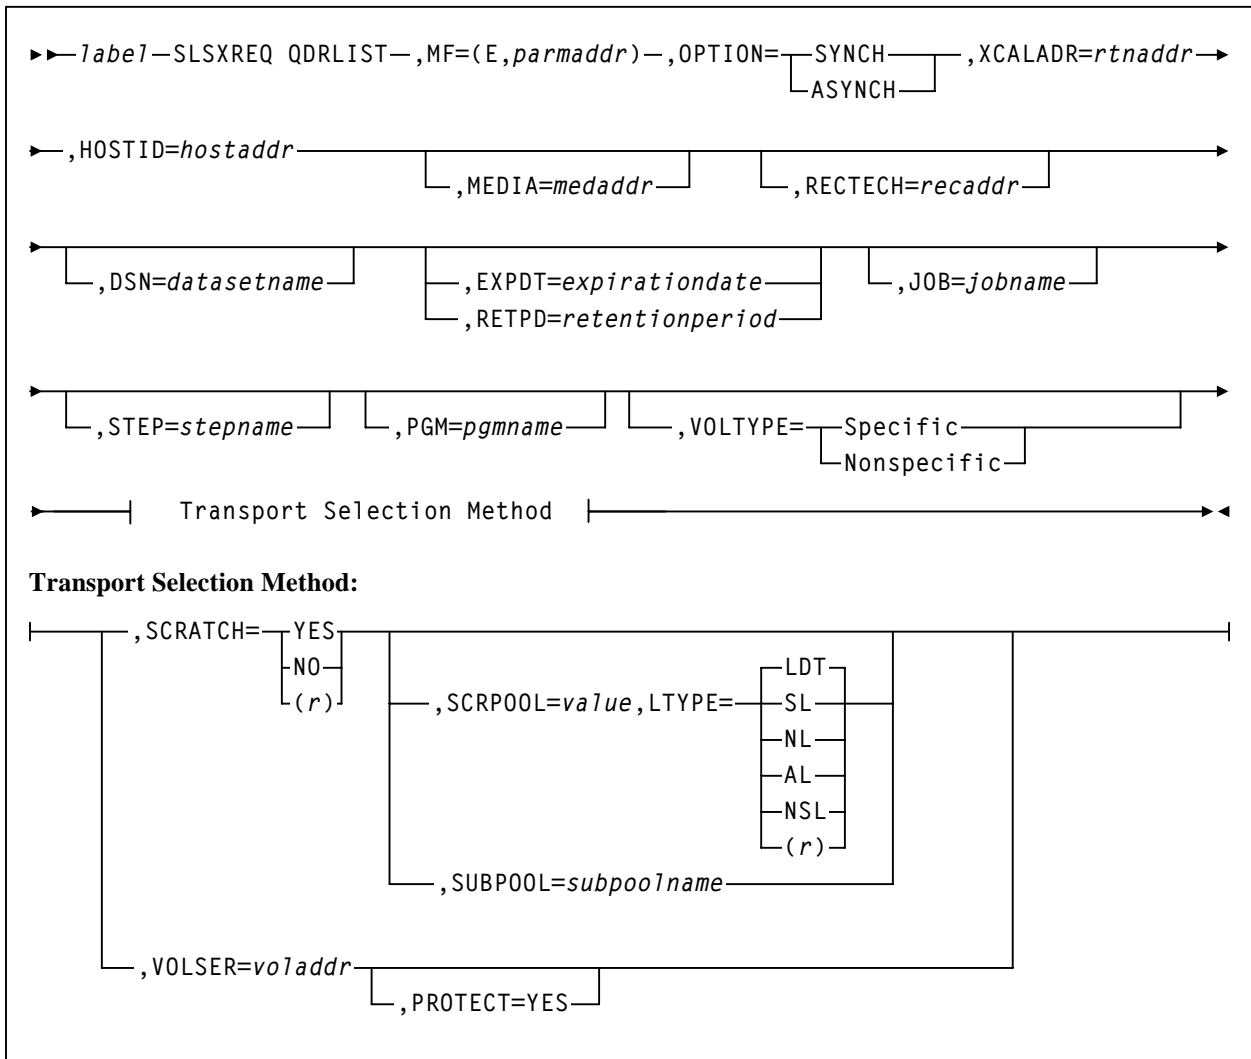 label SLSXREQ QDRLIST ,MF=(E,parmaddr) ,OPTION= SYNCH ,XCALADR=rtnaddr
ASYNCH
,HOSTID=hostaddr
,MEDIA=medaddr ,RECTECH=recaddr
,DSN=datasetname ,EXPDT=expirationdate ,JOB=jobname
,RETPD=retentionperiod
,STEP=stepname ,PGM=pgmname ,VOLTYPE= Specific
Nonspecific
Transport Selection Method
Transport Selection Method:
,SCRATCH= YES
NO LDT
(r) ,SCRPOOL=value,LTYPE= SL
NL
AL
NSL
(r)
,SUBPOOL=subpoolname
,VOLSER=voladdr
,PROTECT=YES